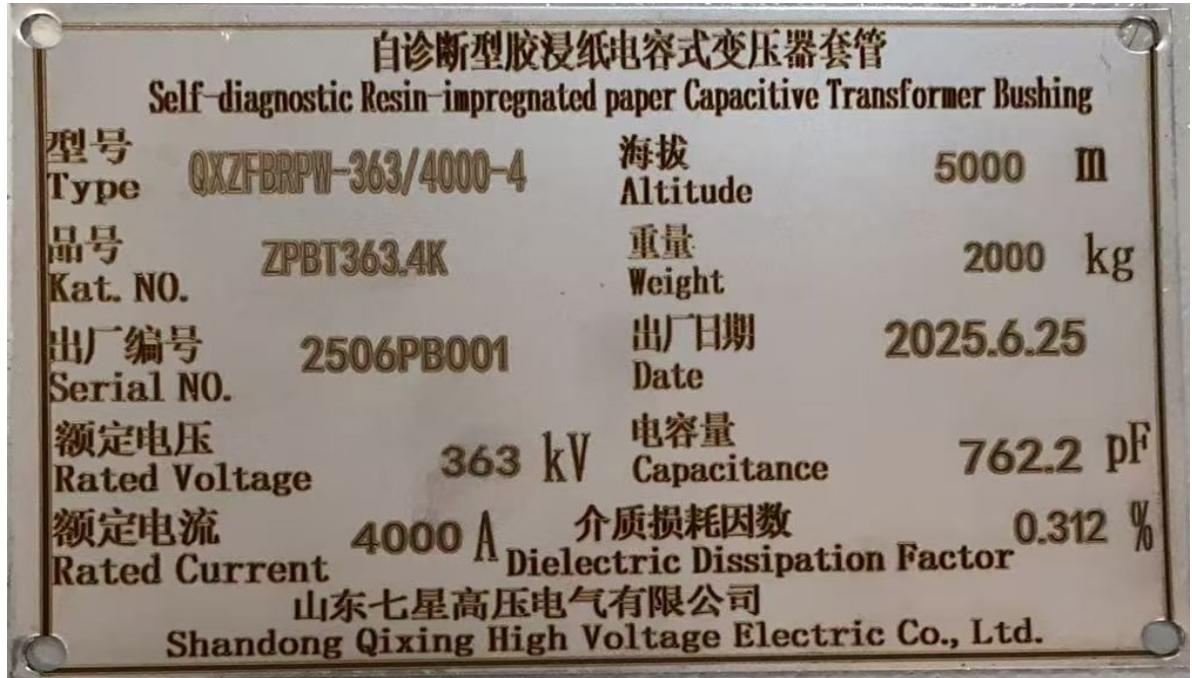 自诊断型胶浸纸电容式变压器套管
Self-diagnostic Resin-impregnated paper Capacitive Transformer Bushing
型号 QXZFBRPW-363/4000-4 海拔 5000 m
Type Altitude
品号 ZPBT363.4K 重量 2000 kg
Kat. NO. Weight
出厂编号 2506PB001 出厂日期 2025.6.25
Serial NO. Date
额定电压 363 kV 电容量 762.2 pF
Rated Voltage Capacitance
额定电流 4000 A 介质损耗因数 0.312 %
Rated Current Dielectric Dissipation Factor
山东七星高压电气有限公司
Shandong Qixing High Voltage Electric Co., Ltd.